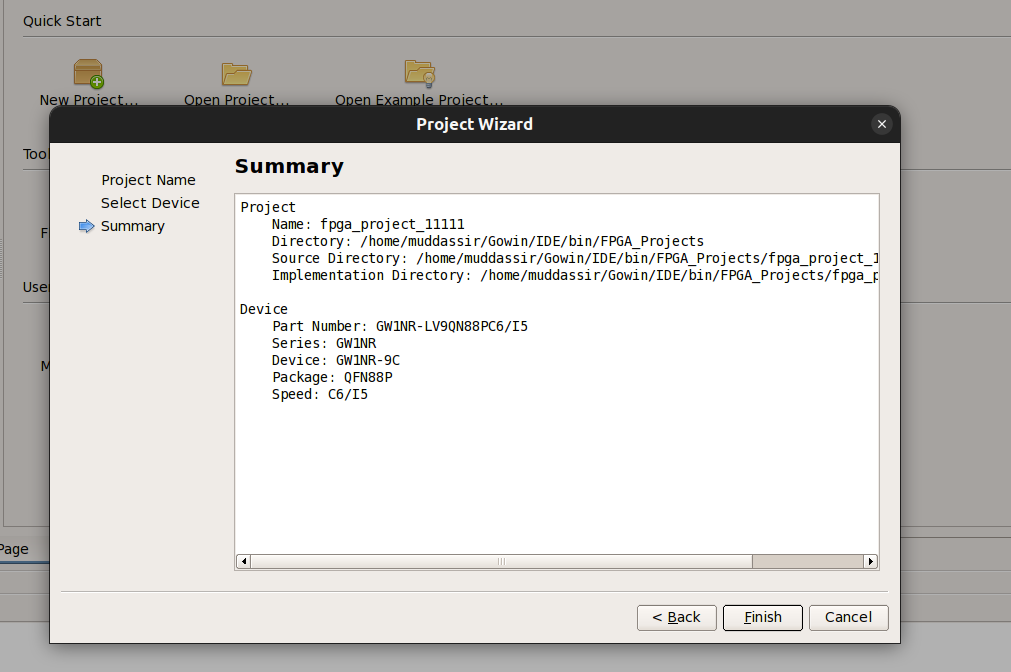 Quick Start
New Project... Open Project... Open Example Project...
Project Wizard
Tool
Project Name
Select Device
Summary
F
User
M
Page
Summary
Project
Name: fpga_project_11111
Directory: /home/muddassir/Gowin/IDE/bin/FPGA_Projects
Source Directory: /home/muddassir/Gowin/IDE/bin/FPGA_Projects/fpga_project_1
Implementation Directory: /home/muddassir/Gowin/IDE/bin/FPGA_Projects/fpga_p
Device
Part Number: GW1NR-LV9QN88PC6/I5
Series: GW1NR
Device: GW1NR-9C
Package: QFN88P
Speed: C6/I5
< Back Finish Cancel